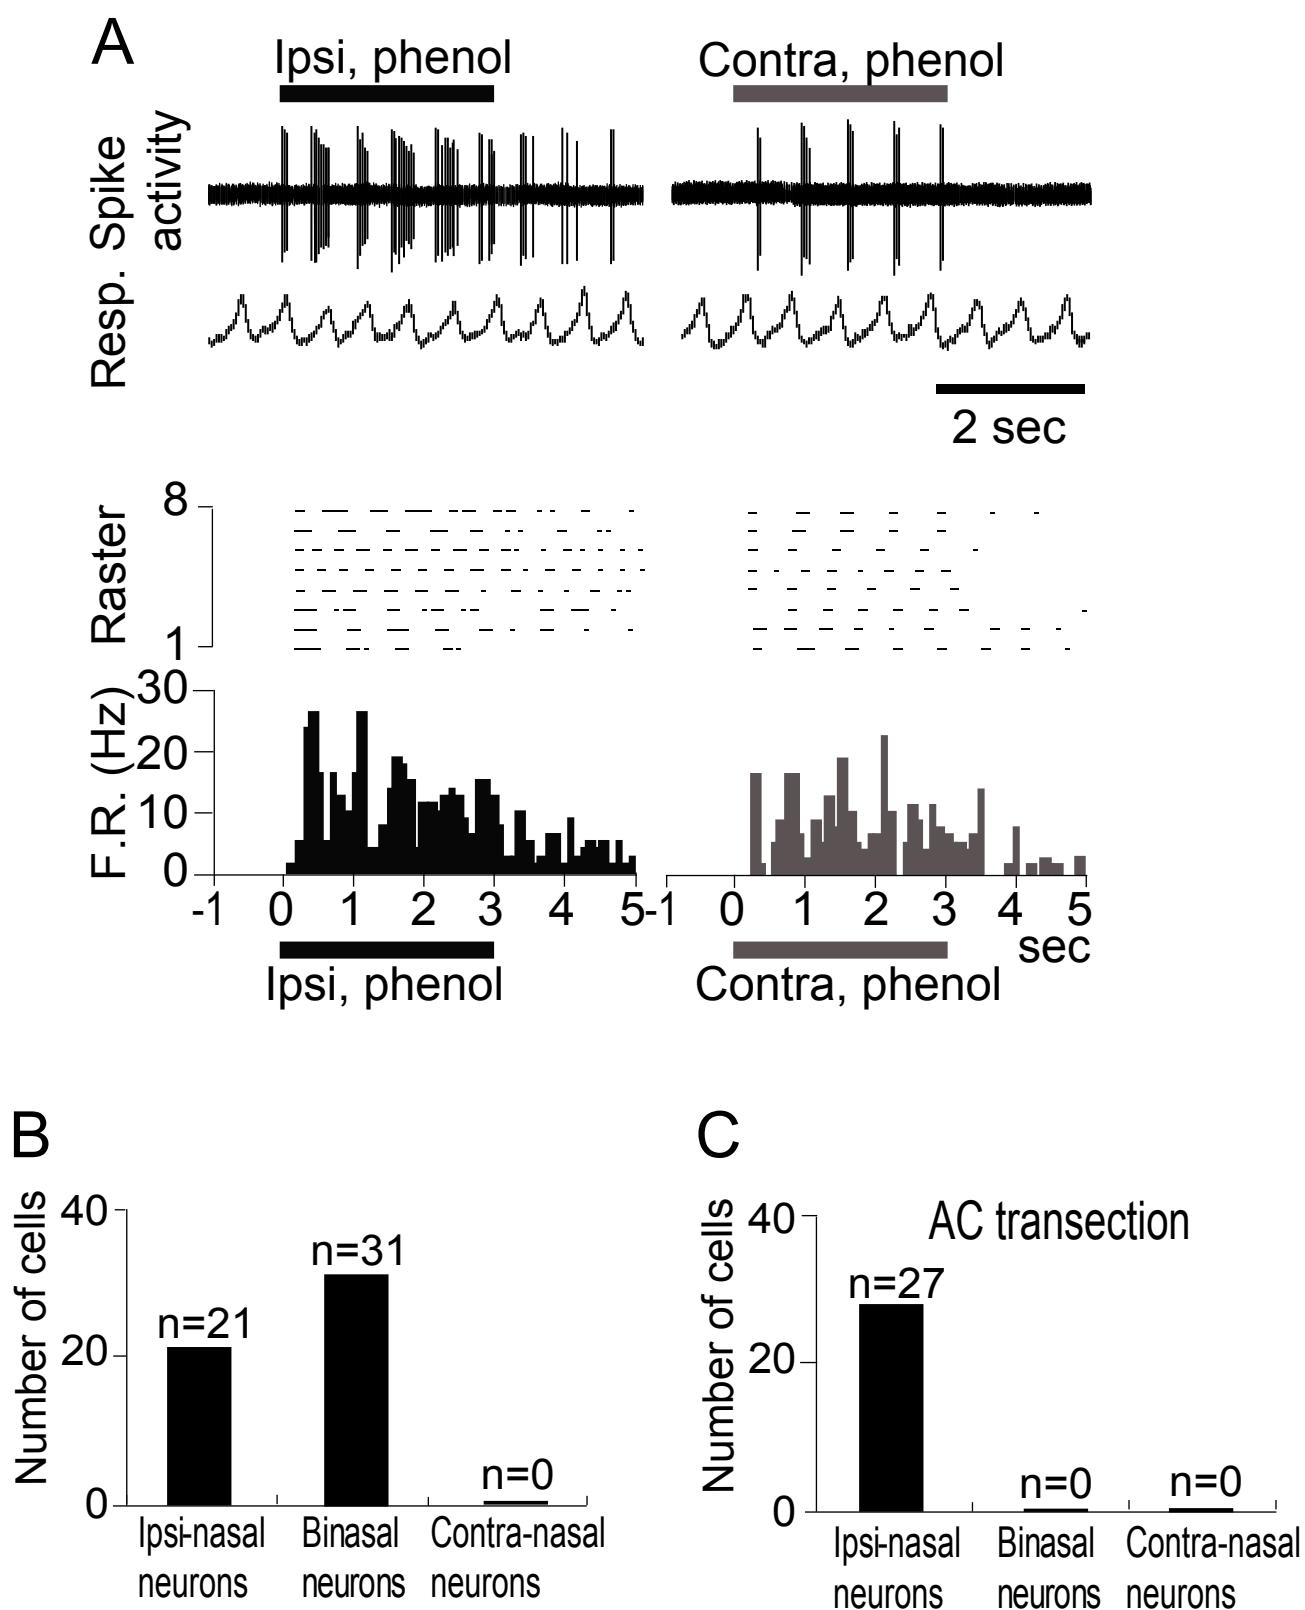 A
Ipsi, phenol
Contra, phenol
Spike
activity
Resp.
2 sec
Raster
8
1
F.R. (Hz)
30
20
10
0
-1 0 1 2 3 4 5
-1 0 1 2 3 4 5
sec
Ipsi, phenol
Contra, phenol
B
Number of cells
40
20
0
n=21
n=31
n=0
Ipsi-nasal
neurons
Binasal
neurons
Contra-nasal
neurons
C
AC transection
Number of cells
40
20
0
n=27
n=0
n=0
Ipsi-nasal
neurons
Binasal
neurons
Contra-nasal
neurons